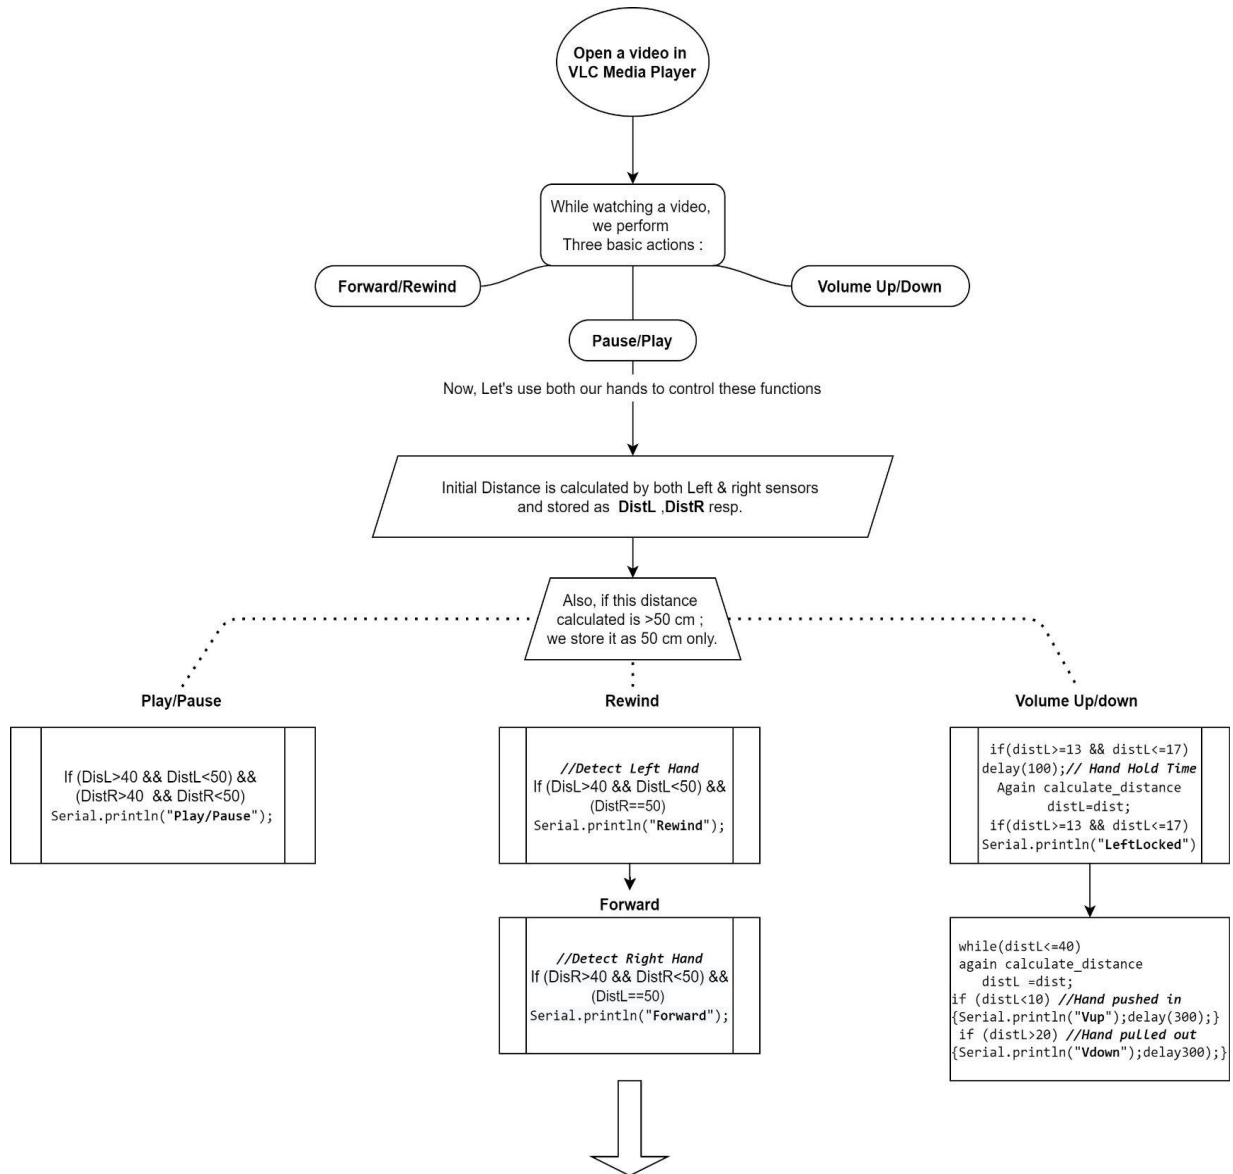 Open a video in
VLC Media Player
While watching a video,
we perform
Three basic actions :
Forward/Rewind
Volume Up/Down
Pause/Play
Now, Let's use both our hands to control these functions
Initial Distance is calculated by both Left & right sensors
and stored as DistL ,DistR resp.
Also, if this distance
calculated is >50 cm ;
we store it as 50 cm only.
Play/Pause
If (DisL>40 && DistL<50) &&
(DistR>40 && DistR<50)
Serial.println("Play/Pause");
Rewind
//Detect Left Hand
If (DisL>40 && DistL<50) &&
(DistR==50)
Serial.println("Rewind");
Forward
//Detect Right Hand
If (DisR>40 && DistR<50) &&
(DistL==50)
Serial.println("Forward");
Volume Up/down
if(distL>=13 && distL<=17)
delay(100);// Hand Hold Time
Again calculate_distance
distL=dist;
if(distL>=13 && distL<=17)
Serial.println("LeftLocked")
while(distL<=40)
again calculate_distance
distL =dist;
if (distL<10) //Hand pushed in
{Serial.println("Vup");delay(300);}
if (distL>20) //Hand pulled out
{Serial.println("Vdown");delay300);}